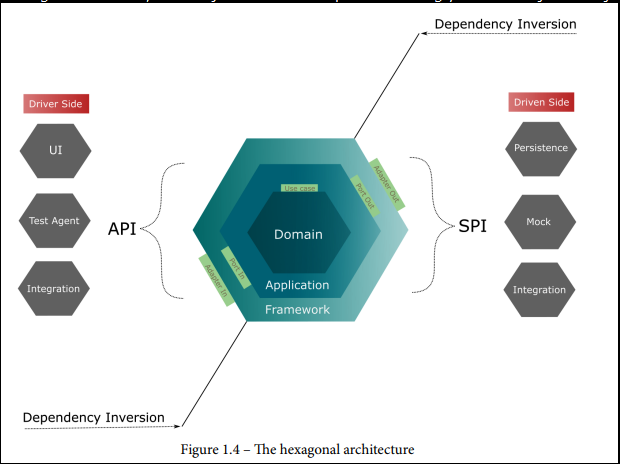 Dependency Inversion
Driver Side
Driven Side
UI
Persistence
Test Agent
Mock
Integration
Integration
API
SPI
Use case
Port Out
Adapter Out
Domain
Port In
Adapter In
Application
Framework
Dependency Inversion
Figure 1.4 – The hexagonal architecture